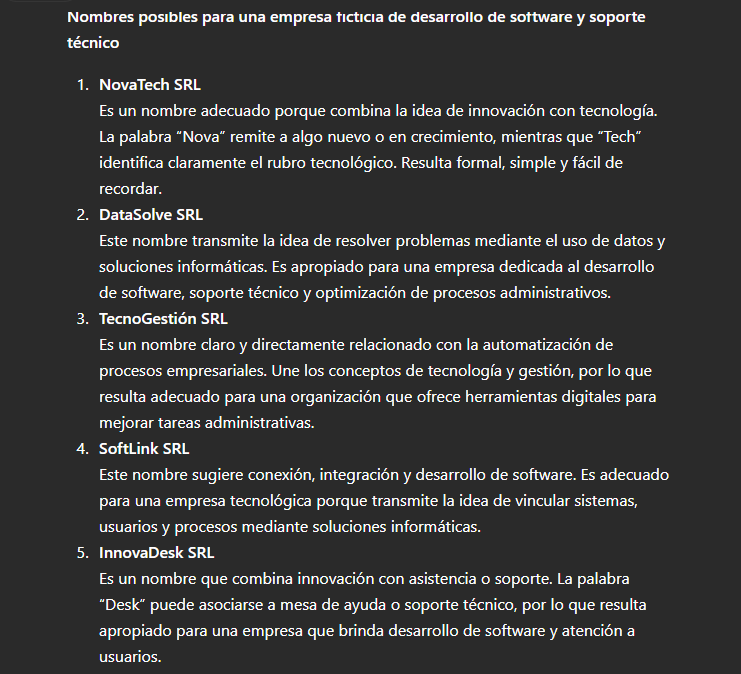 Nombres posibles para una empresa ficticia de desarrollo de software y soporte
técnico
1. NovaTech SRL
Es un nombre adecuado porque combina la idea de innovación con tecnología.
La palabra “Nova” remite a algo nuevo o en crecimiento, mientras que “Tech”
identifica claramente el rubro tecnológico. Resulta formal, simple y fácil de
recordar.
2. DataSolve SRL
Este nombre transmite la idea de resolver problemas mediante el uso de datos y
soluciones informáticas. Es apropiado para una empresa dedicada al desarrollo
de software, soporte técnico y optimización de procesos administrativos.
3. TecnoGestión SRL
Es un nombre claro y directamente relacionado con la automatización de
procesos empresariales. Une los conceptos de tecnología y gestión, por lo que
resulta adecuado para una organización que ofrece herramientas digitales para
mejorar tareas administrativas.
4. SoftLink SRL
Este nombre sugiere conexión, integración y desarrollo de software. Es adecuado
para una empresa tecnológica porque transmite la idea de vincular sistemas,
usuarios y procesos mediante soluciones informáticas.
5. InnovaDesk SRL
Es un nombre que combina innovación con asistencia o soporte. La palabra
“Desk” puede asociarse a mesa de ayuda o soporte técnico, por lo que resulta
apropiado para una empresa que brinda desarrollo de software y atención a
usuarios.